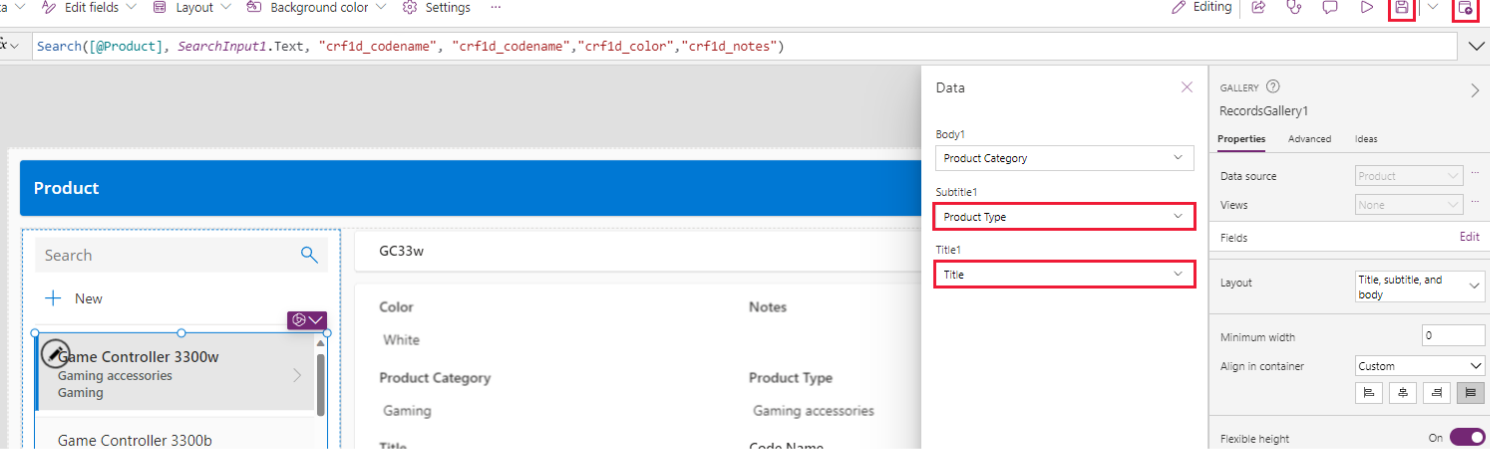 Edit fields Layout Background color Settings ... Editing
Search([@Product], SearchInput1.Text, "crf1d_codename", "crf1d_codename","crf1d_color","crf1d_notes")
Product
Search
New
Game Controller 3300w
Gaming accessories
Gaming
Game Controller 3300b
GC33w
Color
Notes
White
Product Category
Product Type
Gaming
Gaming accessories
Title
Code Name
Data
Body1
Product Category
Subtitle1
Product Type
Title1
Title
GALLERY
RecordsGallery1
Properties Advanced Ideas
Data source Product ...
Views None ...
Fields Edit
Layout Title, subtitle, and
body
Minimum width 0
Align in container Custom
Flexible height On